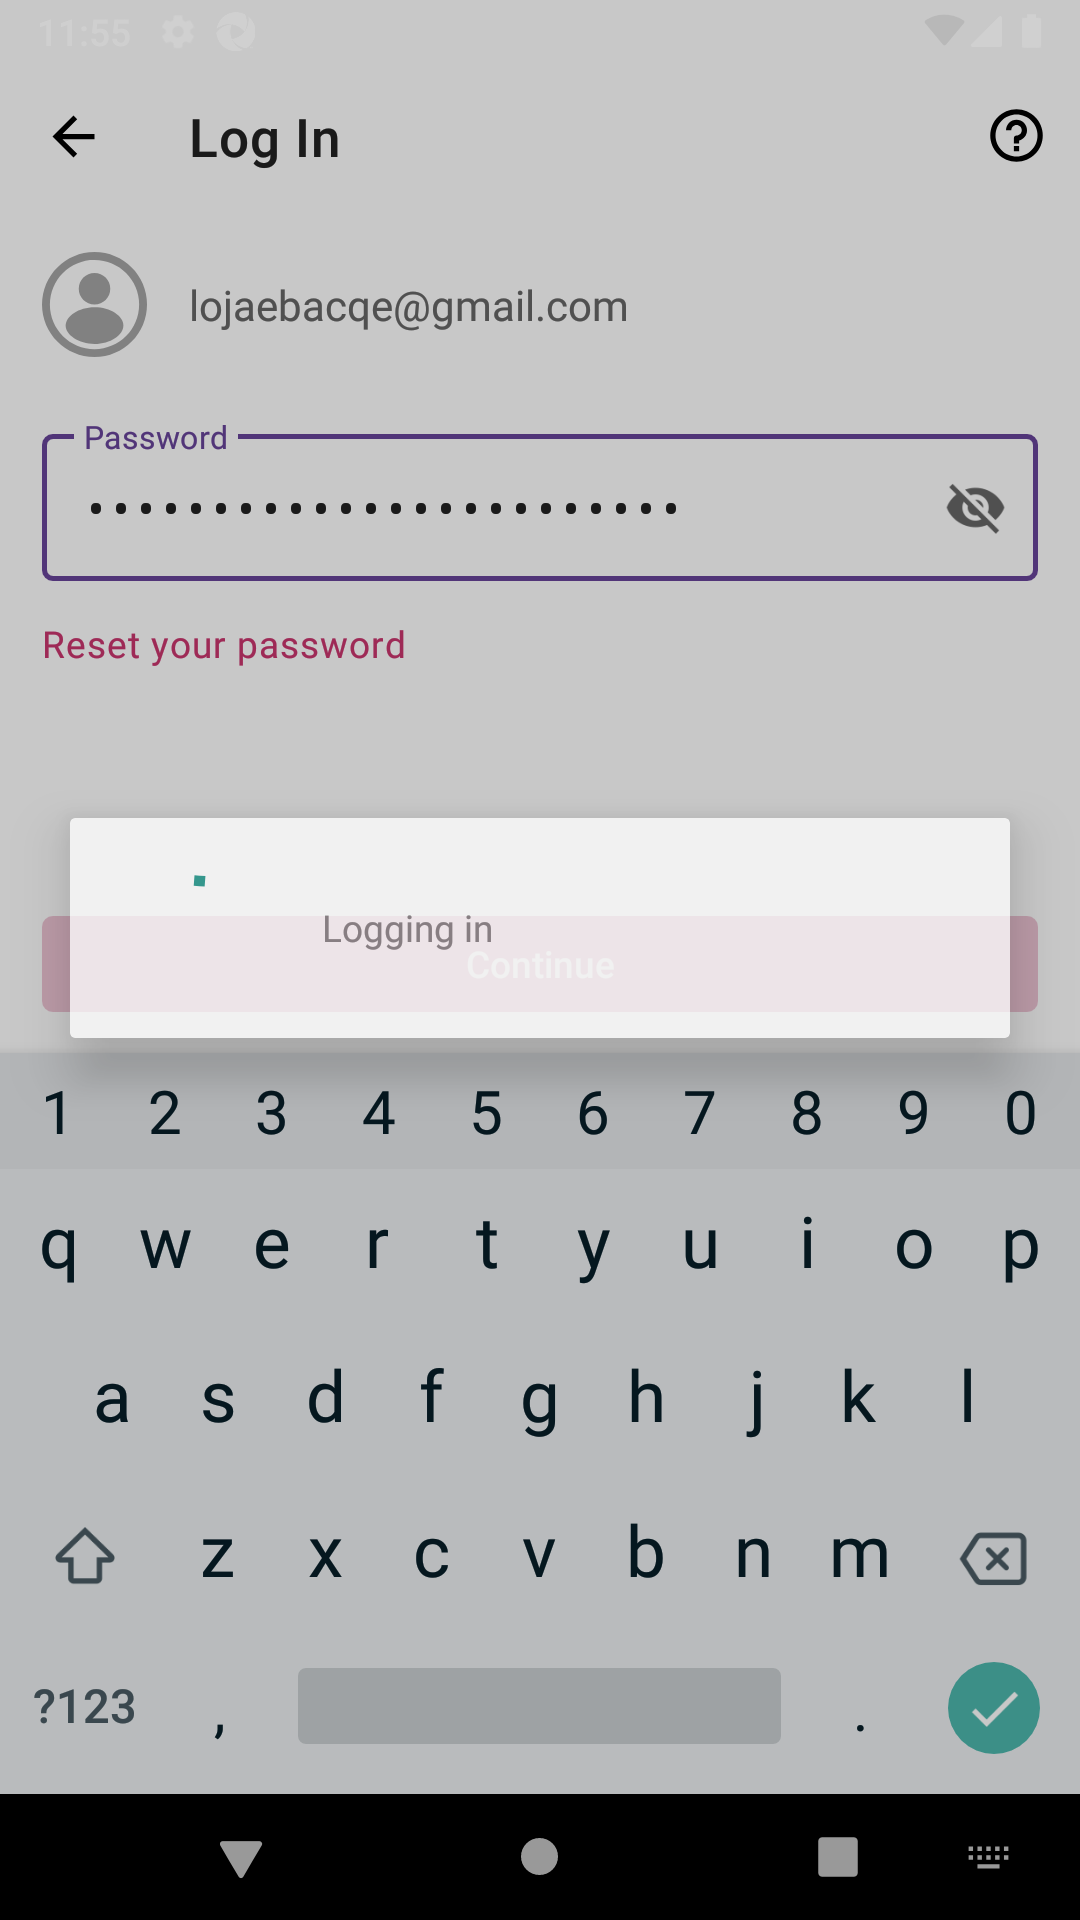 11:55
Log In
lojaebacqe@gmail.com
Password
••••••••••••••••••••••••
Reset your password
Logging in
Continue
1 2 3 4 5 6 7 8 9 0
q w e r t y u i o p
a s d f g h j k l
z x c v b n m
?123 , .